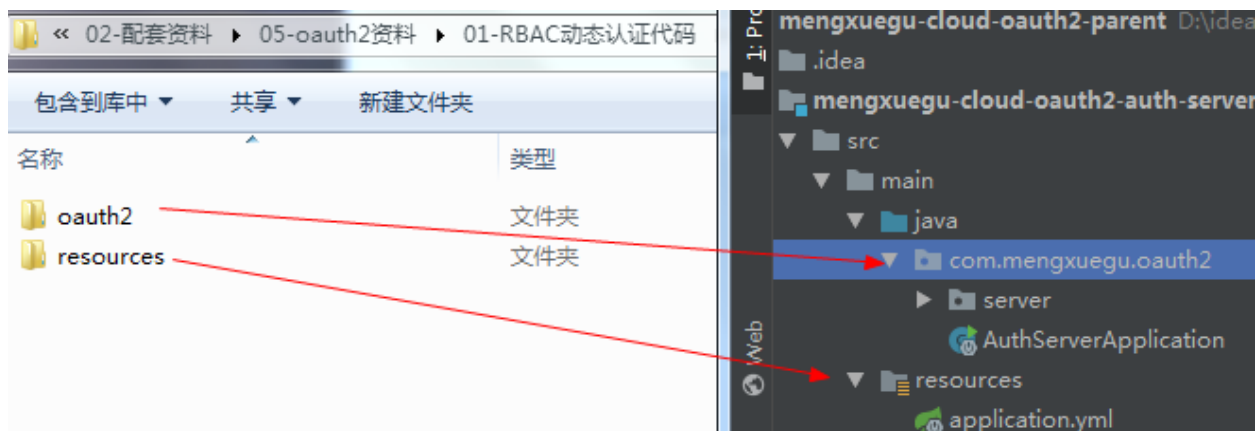 « 02-配套资料 ▸ 05-oauth2资料 ▸ 01-RBAC动态认证代码
包含到库中 ▼ 共享 ▼ 新建文件夹
名称 类型
oauth2 文件夹
resources 文件夹
1: Pro
Web
mengxuegu-cloud-oauth2-parent D:\idea
.idea
mengxuegu-cloud-oauth2-auth-server
src
main
java
com.mengxuegu.oauth2
server
AuthServerApplication
resources
application.yml